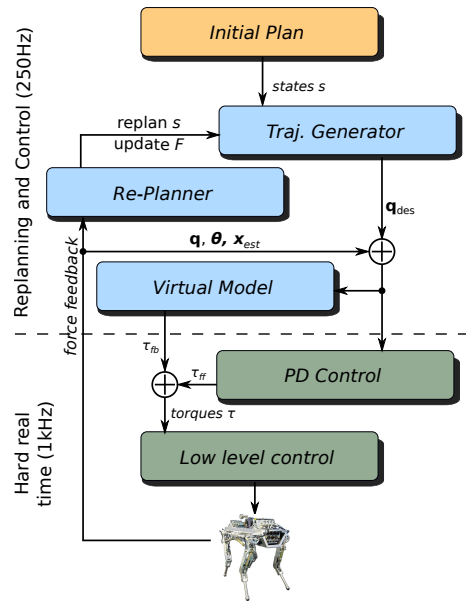 Initial Plan
states s
replan s
update F
Traj. Generator
Re-Planner
q_des
q, θ, x_est
Virtual Model
force feedback
Replanning and Control (250Hz)
τ_fb
τ_ff
PD Control
torques τ
Low level control
Hard real
time (1kHz)